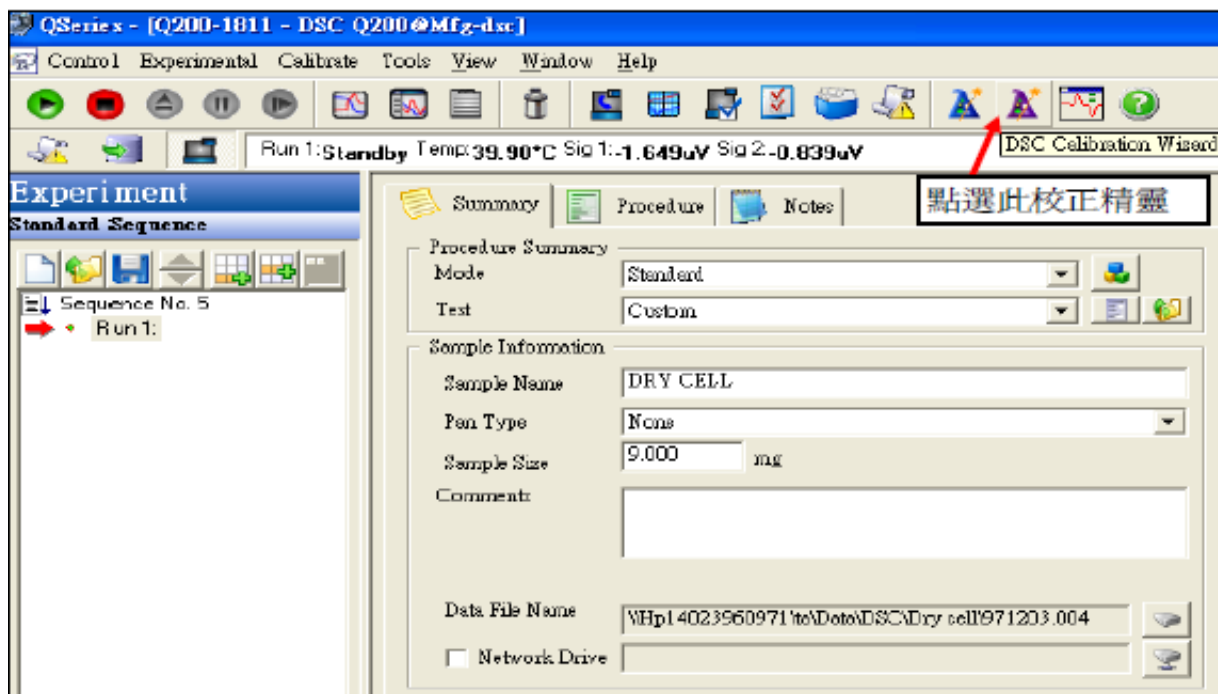 QSeries - [Q200-1811 - DSC Q200@Mfg-dsc]
Control Experimental Calibrate Tools View Window Help
Run 1:Standby Temp:39.90°C Sig 1:-1.649uV Sig 2:-0.839uV
DSC Calibration Wizard
點選此校正精靈
Experiment
Standard Sequence
Sequence No. 5
Run 1:
Summary Procedure Notes
Procedure Summary
Mode Standard
Test Custom
Sample Information
Sample Name DRY CELL
Pan Type None
Sample Size 9.000 mg
Comments
Data File Name \\Hp14023960971\ta\Data\DSC\Dry cell\971203.004
Network Drive